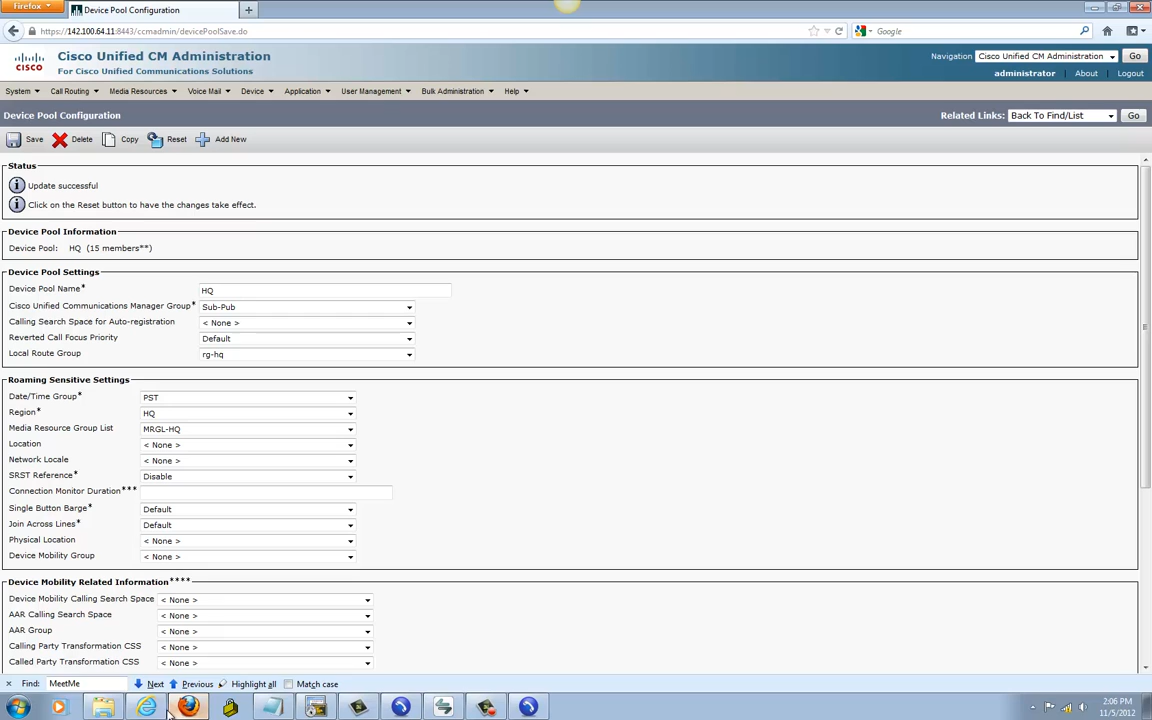 Firefox
Device Pool Configuration
https://142.100.64.11:8443/ccmadmin/devicePoolSave.do
Google
cisco
Cisco Unified CM Administration
For Cisco Unified Communications Solutions
Navigation Cisco Unified CM Administration Go
administrator About Logout
System Call Routing Media Resources Voice Mail Device Application User Management Bulk Administration Help
Device Pool Configuration
Related Links: Back To Find/List Go
Save Delete Copy Reset Add New
Status
Update successful
Click on the Reset button to have the changes take effect.
Device Pool Information
Device Pool: HQ (15 members**)
Device Pool Settings
Device Pool Name* HQ
Cisco Unified Communications Manager Group* Sub-Pub
Calling Search Space for Auto-registration < None >
Reverted Call Focus Priority Default
Local Route Group rg-hq
Roaming Sensitive Settings
Date/Time Group* PST
Region* HQ
Media Resource Group List MRGL-HQ
Location < None >
Network Locale < None >
SRST Reference* Disable
Connection Monitor Duration***
Single Button Barge* Default
Join Across Lines* Default
Physical Location < None >
Device Mobility Group < None >
Device Mobility Related Information****
Device Mobility Calling Search Space < None >
AAR Calling Search Space < None >
AAR Group < None >
Calling Party Transformation CSS < None >
Called Party Transformation CSS < None >
Find: MeetMe Next Previous Highlight all Match case
2:06 PM
11/5/2012